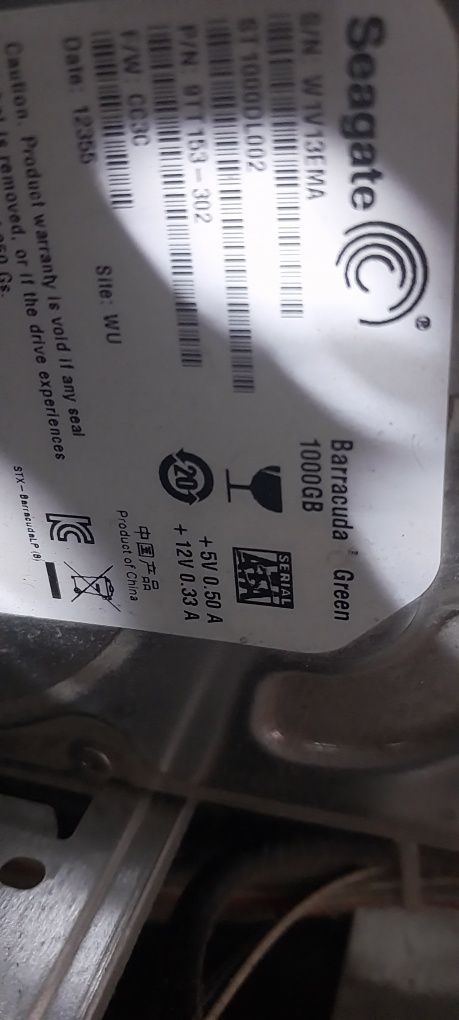 Seagate
®
S/N: W1V13EMA
ST1000DL002
P/N: 9TT153-302
F/W: CC3C
Date: 12355
Site: WU
Barracuda Green
1000GB
SERIAL
ATA
+5V 0.50 A
+12V 0.33 A
20
中国产品
Product of China
Caution. Product warranty is void if any seal
is removed, or if the drive experiences
Gs.
STX-BarracudaLP (B)